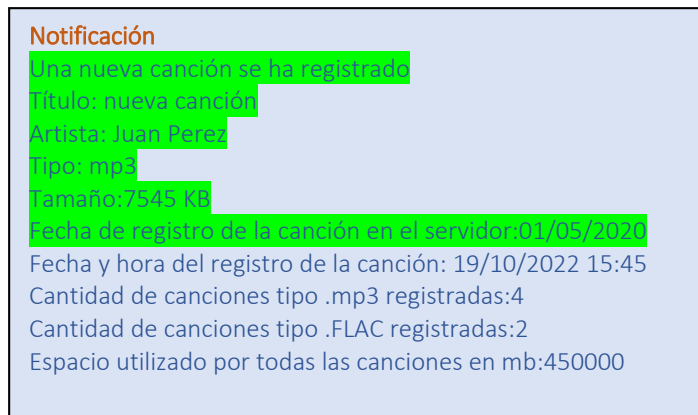 Notificación
Una nueva canción se ha registrado
Título: nueva canción
Artista: Juan Perez
Tipo: mp3
Tamaño:7545 KB
Fecha de registro de la canción en el servidor:01/05/2020
Fecha y hora del registro de la canción: 19/10/2022 15:45
Cantidad de canciones tipo .mp3 registradas:4
Cantidad de canciones tipo .FLAC registradas:2
Espacio utilizado por todas las canciones en mb:450000